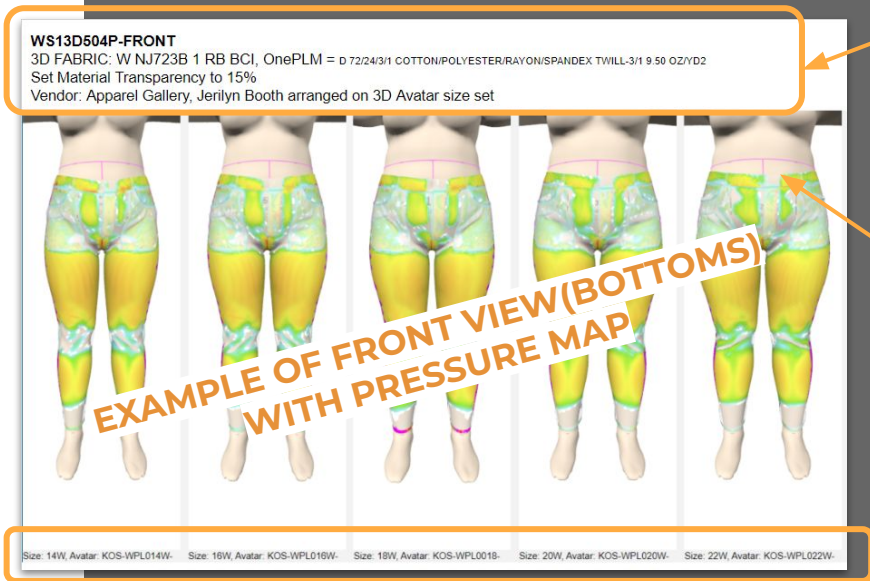 WS13D504P-FRONT
3D FABRIC: W NJ723B 1 RB BCI, OnePLM = D 72/24/3/1 COTTON/POLYESTER/RAYON/SPANDEX TWILL-3/1 9.50 OZ/YD2
Set Material Transparency to 15%
Vendor: Apparel Gallery, Jerilyn Booth arranged on 3D Avatar size set
EXAMPLE OF FRONT VIEW(BOTTOMS)
WITH PRESSURE MAP
Size: 14W, Avatar: KOS-WPL014W- Size: 16W, Avatar: KOS-WPL016W- Size: 18W, Avatar: KOS-WPL0018- Size: 20W, Avatar: KOS-WPL020W- Size: 22W, Avatar: KOS-WPL022W-